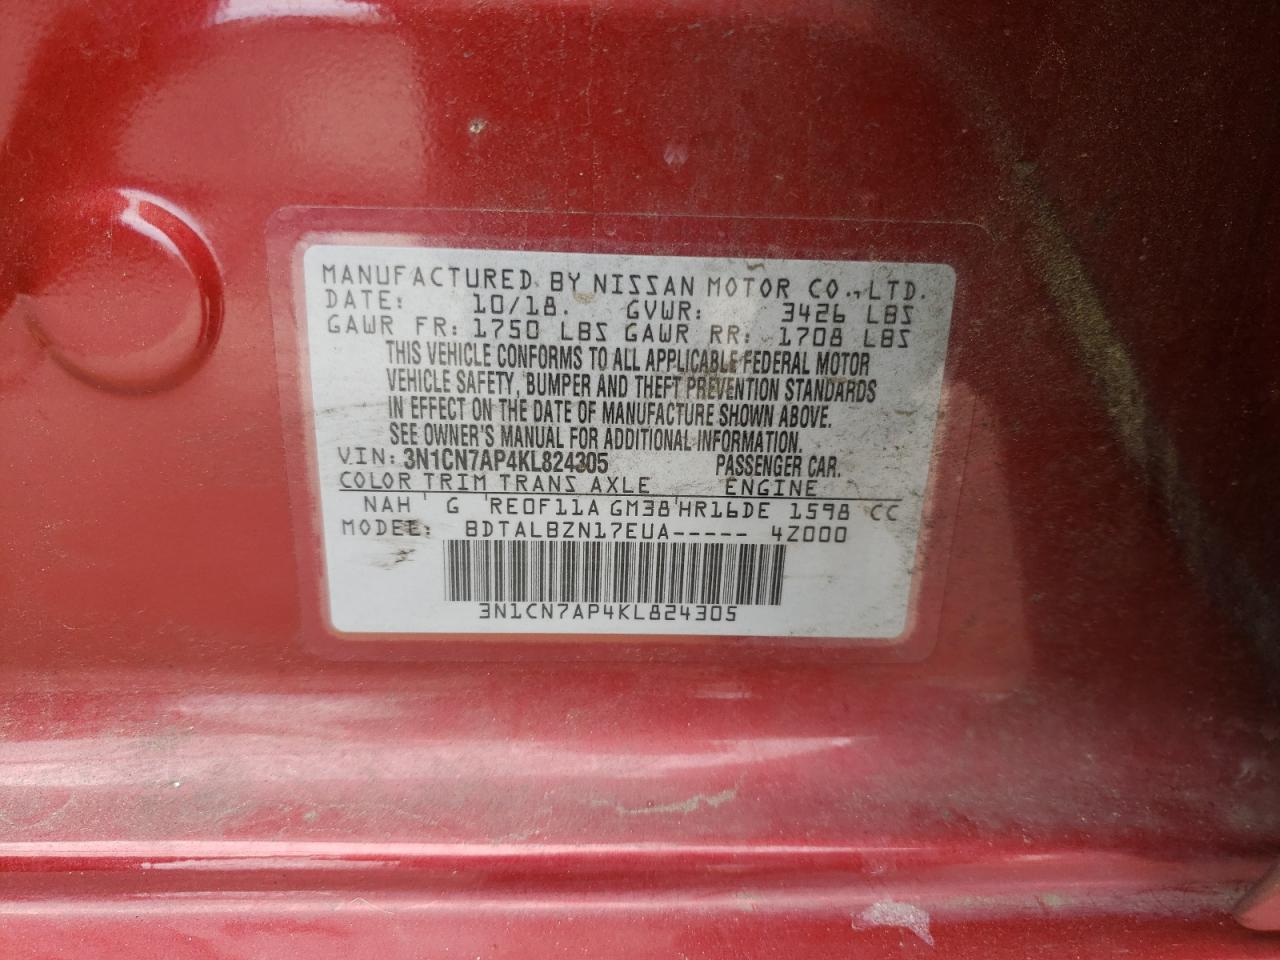 MANUFACTURED BY NISSAN MOTOR CO.,LTD.
DATE: 10/18. GVWR: 3426 LBS
GAWR FR: 1750 LBS GAWR RR: 1708 LBS
THIS VEHICLE CONFORMS TO ALL APPLICABLE FEDERAL MOTOR
VEHICLE SAFETY, BUMPER AND THEFT PREVENTION STANDARDS
IN EFFECT ON THE DATE OF MANUFACTURE SHOWN ABOVE.
SEE OWNER'S MANUAL FOR ADDITIONAL INFORMATION.
VIN: 3N1CN7AP4KL824305 PASSENGER CAR.
COLOR TRIM TRANS AXLE ENGINE
NAH ' G 'RE0F11A GM38'HR16DE 1598 CC
MODEL: BDTALBZN17EUA----- 4Z000
3N1CN7AP4KL824305